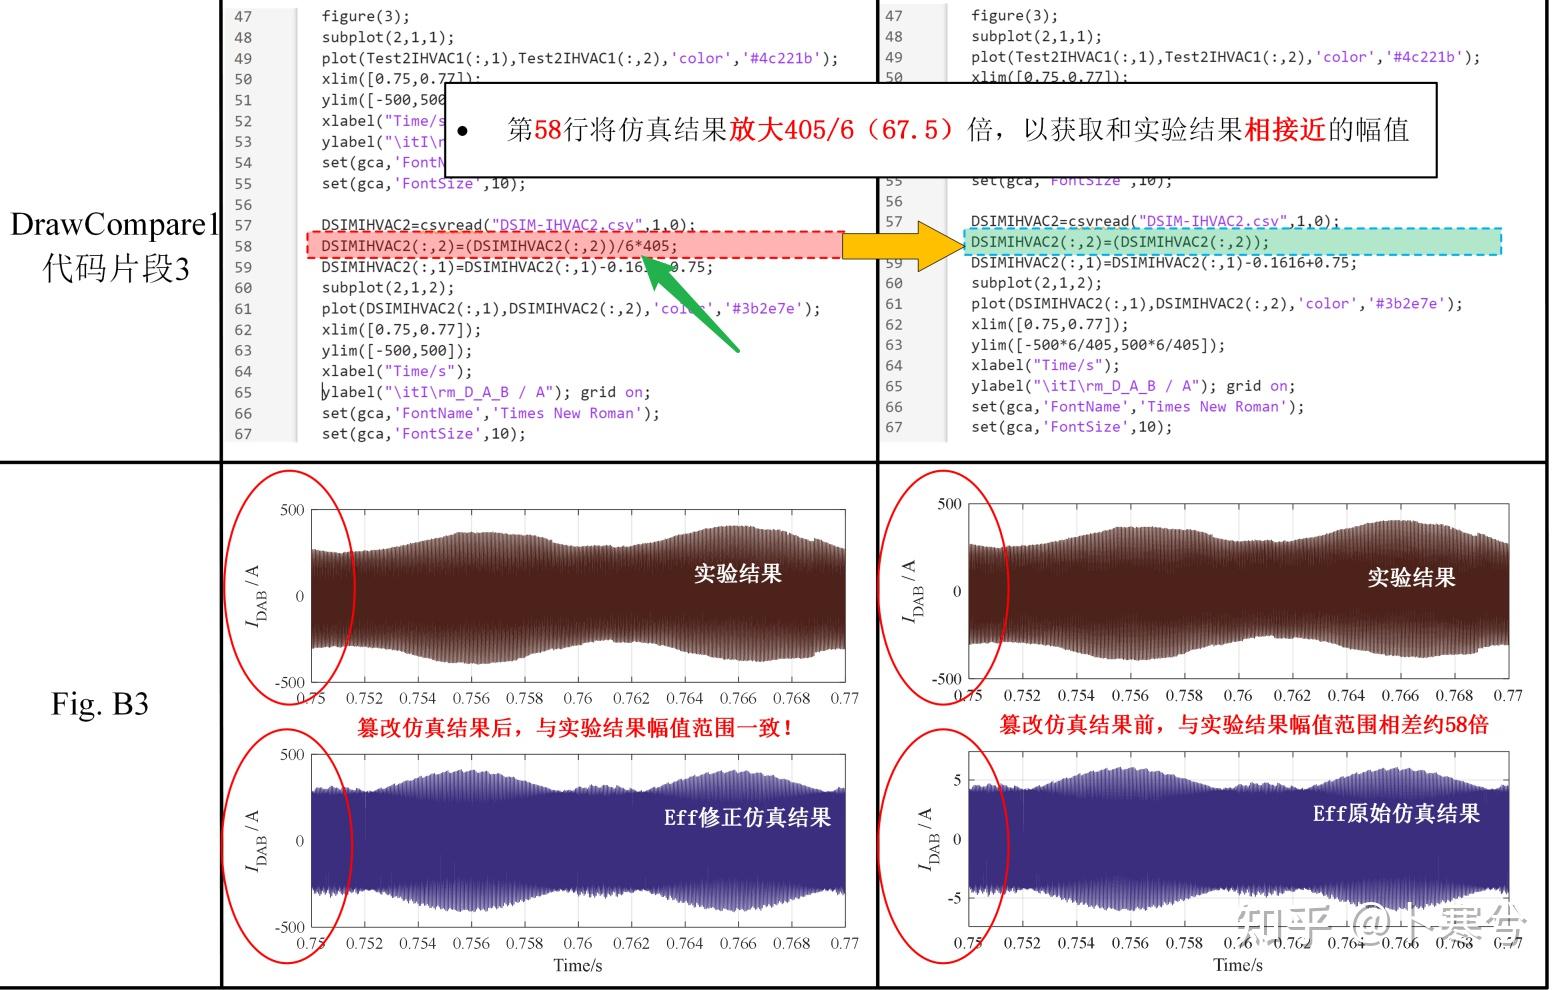 DrawCompare1
代码片段3
47 figure(3);
48 subplot(2,1,1);
49 plot(Test2IHVAC1(:,1),Test2IHVAC1(:,2),'color','#4c221b');
50 xlim([0.75,0.77]);
51 ylim([-500,500
52 xlabel("Time/s
53 ylabel("\itI\r
54 set(gca,'FontN
55 set(gca,'FontSize',10);
56
57 DSIMIHVAC2=csvread("DSIM-IHVAC2.csv",1,0);
58 DSIMIHVAC2(:,2)=(DSIMIHVAC2(:,2))/6*405;
59 DSIMIHVAC2(:,1)=DSIMIHVAC2(:,1)-0.16 0.75;
60 subplot(2,1,2);
61 plot(DSIMIHVAC2(:,1),DSIMIHVAC2(:,2),'color','#3b2e7e');
62 xlim([0.75,0.77]);
63 ylim([-500,500]);
64 xlabel("Time/s");
65 ylabel("\itI\rm_D_A_B / A"); grid on;
66 set(gca,'FontName','Times New Roman');
67 set(gca,'FontSize',10);
47 figure(3);
48 subplot(2,1,1);
49 plot(Test2IHVAC1(:,1),Test2IHVAC1(:,2),'color','#4c221b');
50 xlim([0.75,0.77]);
55 set(gca,'FontSize',10);
56
57 DSIMIHVAC2=csvread("DSIM-IHVAC2.csv",1,0);
DSIMIHVAC2(:,2)=(DSIMIHVAC2(:,2));
59 DSIMIHVAC2(:,1)=DSIMIHVAC2(:,1)-0.1616+0.75;
60 subplot(2,1,2);
61 plot(DSIMIHVAC2(:,1),DSIMIHVAC2(:,2),'color','#3b2e7e');
62 xlim([0.75,0.77]);
63 ylim([-500*6/405,500*6/405]);
64 xlabel("Time/s");
65 ylabel("\itI\rm_D_A_B / A"); grid on;
66 set(gca,'FontName','Times New Roman');
67 set(gca,'FontSize',10);
• 第58行将仿真结果放大405/6（67.5）倍，以获取和实验结果相接近的幅值
Fig. B3
500
0
-500
I_DAB / A
实验结果
0.75 0.752 0.754 0.756 0.758 0.76 0.762 0.764 0.766 0.768 0.77
篡改仿真结果后，与实验结果幅值范围一致！
500
0
-500
I_DAB / A
Eff修正仿真结果
0.75 0.752 0.754 0.756 0.758 0.76 0.762 0.764 0.766 0.768 0.77
Time/s
500
0
-500
I_DAB / A
实验结果
0.75 0.752 0.754 0.756 0.758 0.76 0.762 0.764 0.766 0.768 0.77
篡改仿真结果前，与实验结果幅值范围相差约58倍
5
0
-5
I_DAB / A
Eff原始仿真结果
0.75 0.752 0.754 0.756 0.758 0.76 0.762 0.764 0.766 0.768 0.77
Time/s
知乎 @卜寒兮